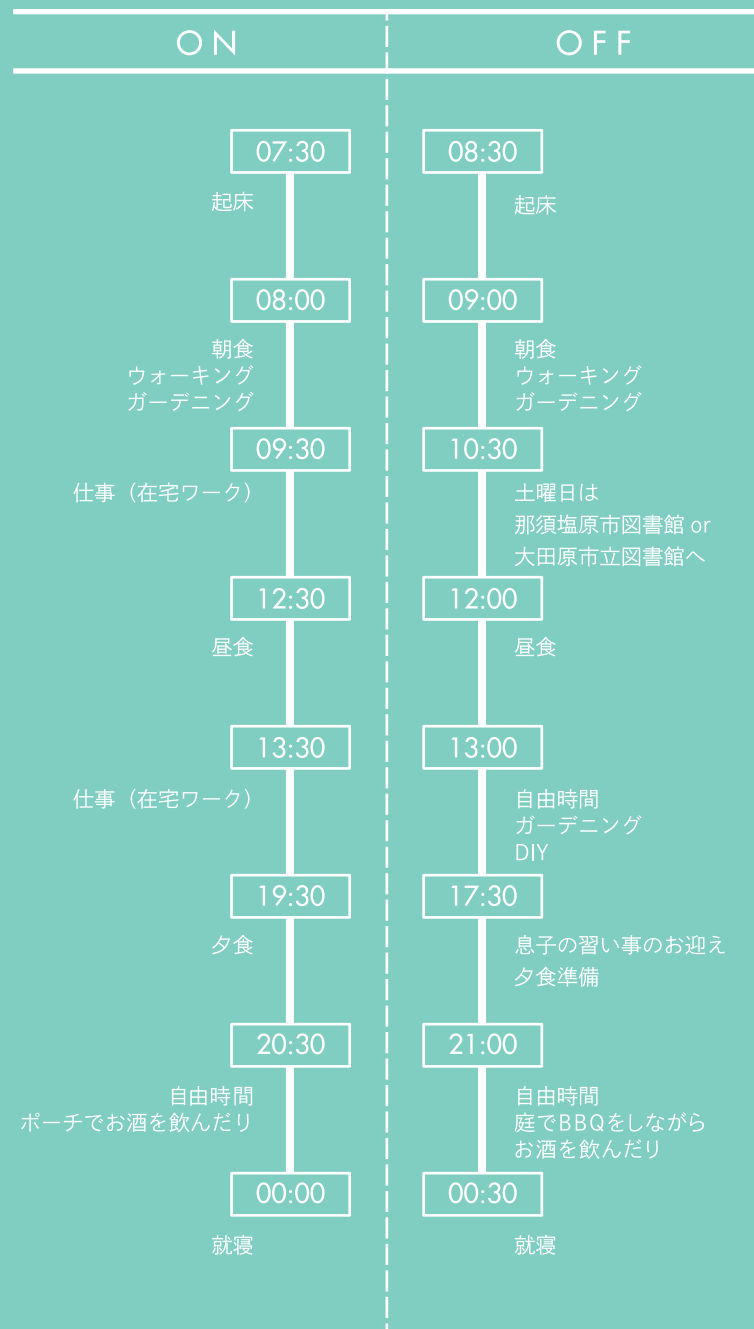 ON
OFF
07:30
起床
08:00
朝食
ウォーキング
ガーデニング
09:30
仕事（在宅ワーク）
12:30
昼食
13:30
仕事（在宅ワーク）
19:30
夕食
20:30
自由時間
ポーチでお酒を飲んだり
00:00
就寝
08:30
起床
09:00
朝食
ウォーキング
ガーデニング
10:30
土曜日は
那須塩原市図書館 or
大田原市立図書館へ
12:00
昼食
13:00
自由時間
ガーデニング
DIY
17:30
息子の習い事のお迎え
夕食準備
21:00
自由時間
庭でBBQをしながら
お酒を飲んだり
00:30
就寝